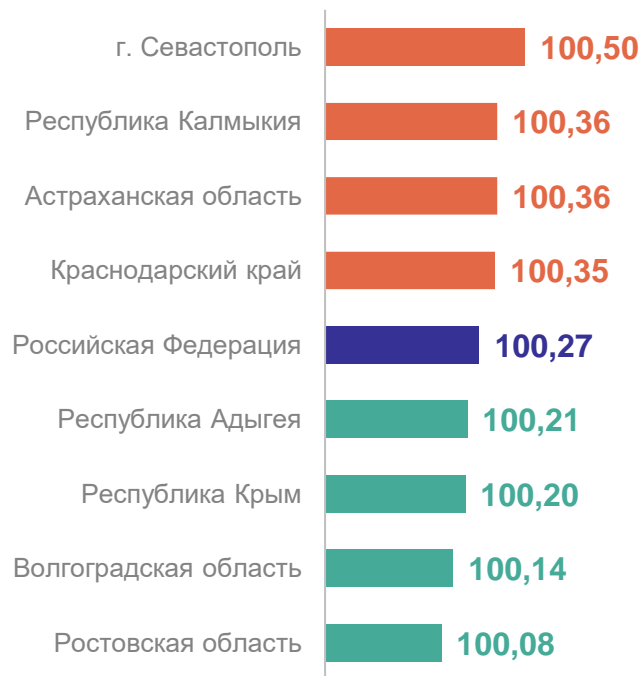 г. Севастополь 100,50
Республика Калмыкия 100,36
Астраханская область 100,36
Краснодарский край 100,35
Российская Федерация 100,27
Республика Адыгея 100,21
Республика Крым 100,20
Волгоградская область 100,14
Ростовская область 100,08